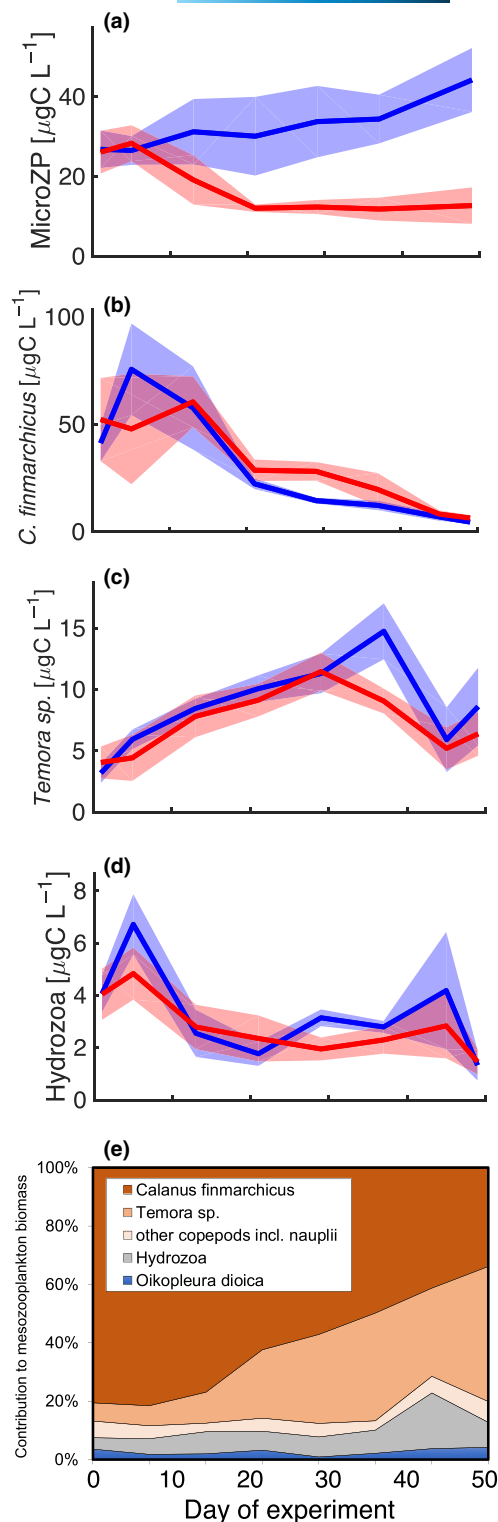 (a)
MicroZP [μgC L⁻¹]
40
20
0
(b)
C. finmarchicus [μgC L⁻¹]
100
50
0
(c)
Temora sp. [μgC L⁻¹]
15
10
5
0
(d)
Hydrozoa [μgC L⁻¹]
8
6
4
2
0
(e)
Contribution to mesozooplankton biomass
100%
80%
60%
40%
20%
0%
Calanus finmarchicus
Temora sp.
other copepods incl. nauplii
Hydrozoa
Oikopleura dioica
0 10 20 30 40 50
Day of experiment